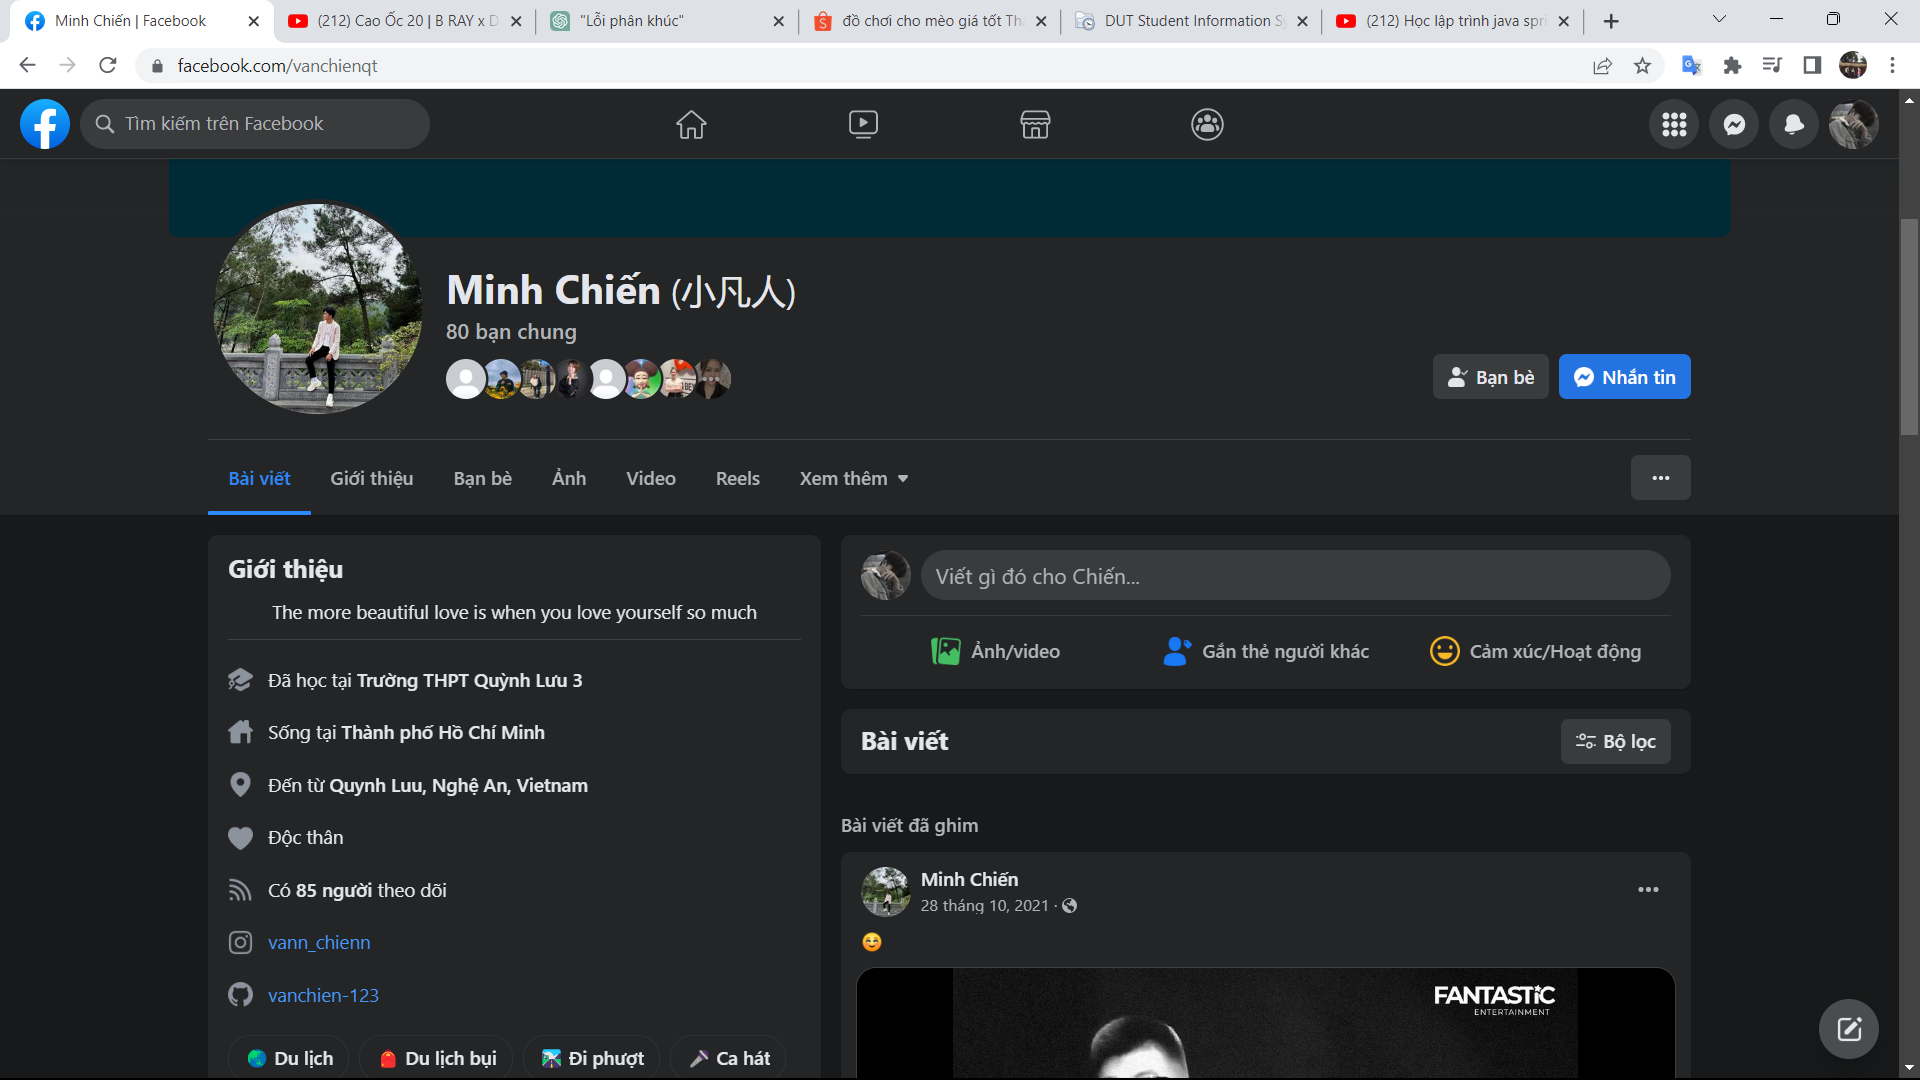 Minh Chiến | Facebook
(212) Cao Ốc 20 | B RAY x D
"Lỗi phân khúc"
đồ chơi cho mèo giá tốt Th
DUT Student Information S
(212) Học lập trình java spri
facebook.com/vanchienqt
Tìm kiếm trên Facebook
Minh Chiến (小凡人)
80 bạn chung
Bạn bè
Nhắn tin
Bài viết
Giới thiệu
Bạn bè
Ảnh
Video
Reels
Xem thêm
Giới thiệu
The more beautiful love is when you love yourself so much
Đã học tại Trường THPT Quỳnh Lưu 3
Sống tại Thành phố Hồ Chí Minh
Đến từ Quynh Luu, Nghệ An, Vietnam
Độc thân
Có 85 người theo dõi
vann_chienn
vanchien-123
Du lịch
Du lịch bụi
Đi phượt
Ca hát
Viết gì đó cho Chiến...
Ảnh/video
Gắn thẻ người khác
Cảm xúc/Hoạt động
Bài viết
Bộ lọc
Bài viết đã ghim
Minh Chiến
28 tháng 10, 2021 ·
FANTASTIC
ENTERTAINMENT